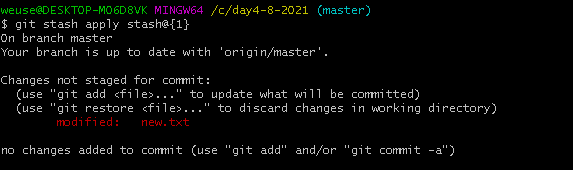 weuse@DESKTOP-MO6D8VK MINGW64 /c/day4-8-2021 (master)
$ git stash apply stash@{1}
On branch master
Your branch is up to date with 'origin/master'.
Changes not staged for commit:
(use "git add <file>..." to update what will be committed)
(use "git restore <file>..." to discard changes in working directory)
modified: new.txt
no changes added to commit (use "git add" and/or "git commit -a")